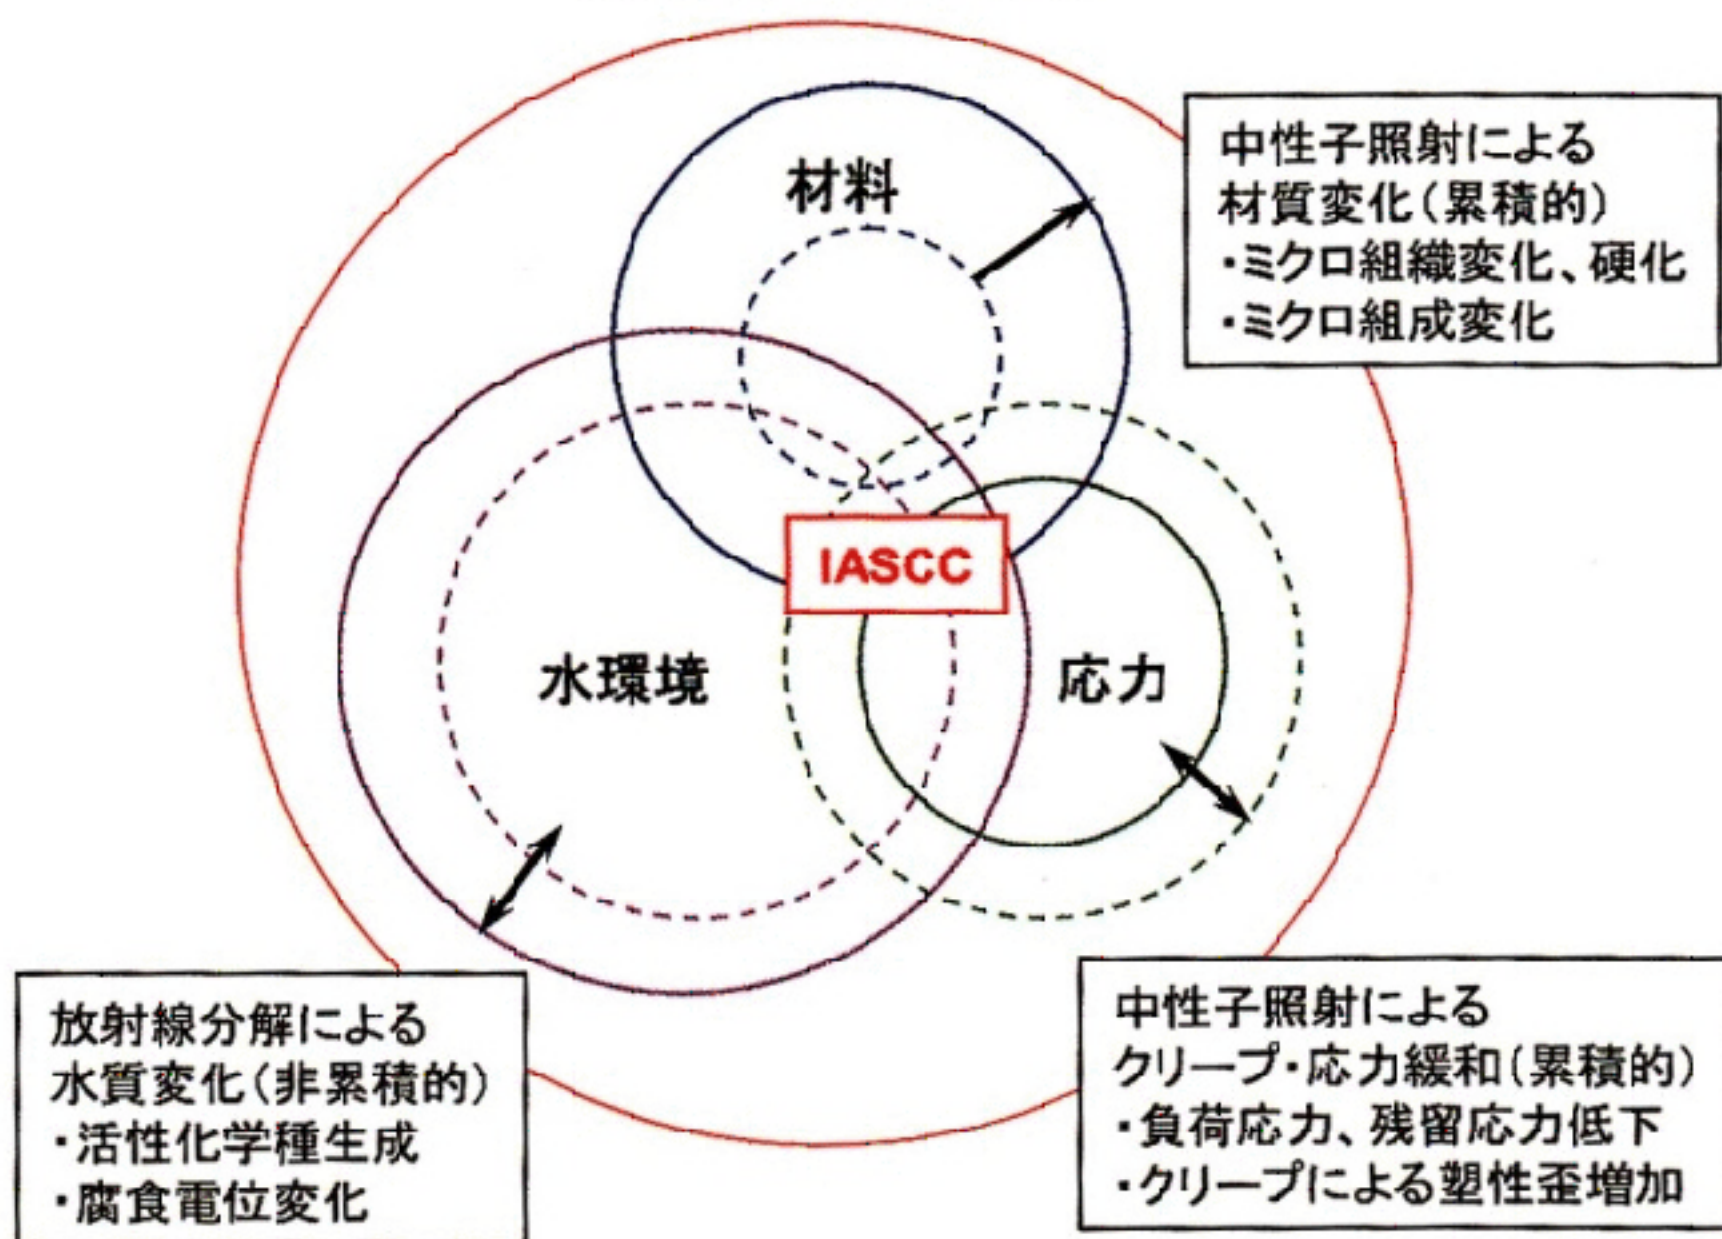 材料
中性子照射による
材質変化(累積的)
・ミクロ組織変化、硬化
・ミクロ組成変化
IASCC
水環境
応力
放射線分解による
水質変化(非累積的)
・活性化学種生成
・腐食電位変化
中性子照射による
クリープ・応力緩和(累積的)
・負荷応力、残留応力低下
・クリープによる塑性歪増加